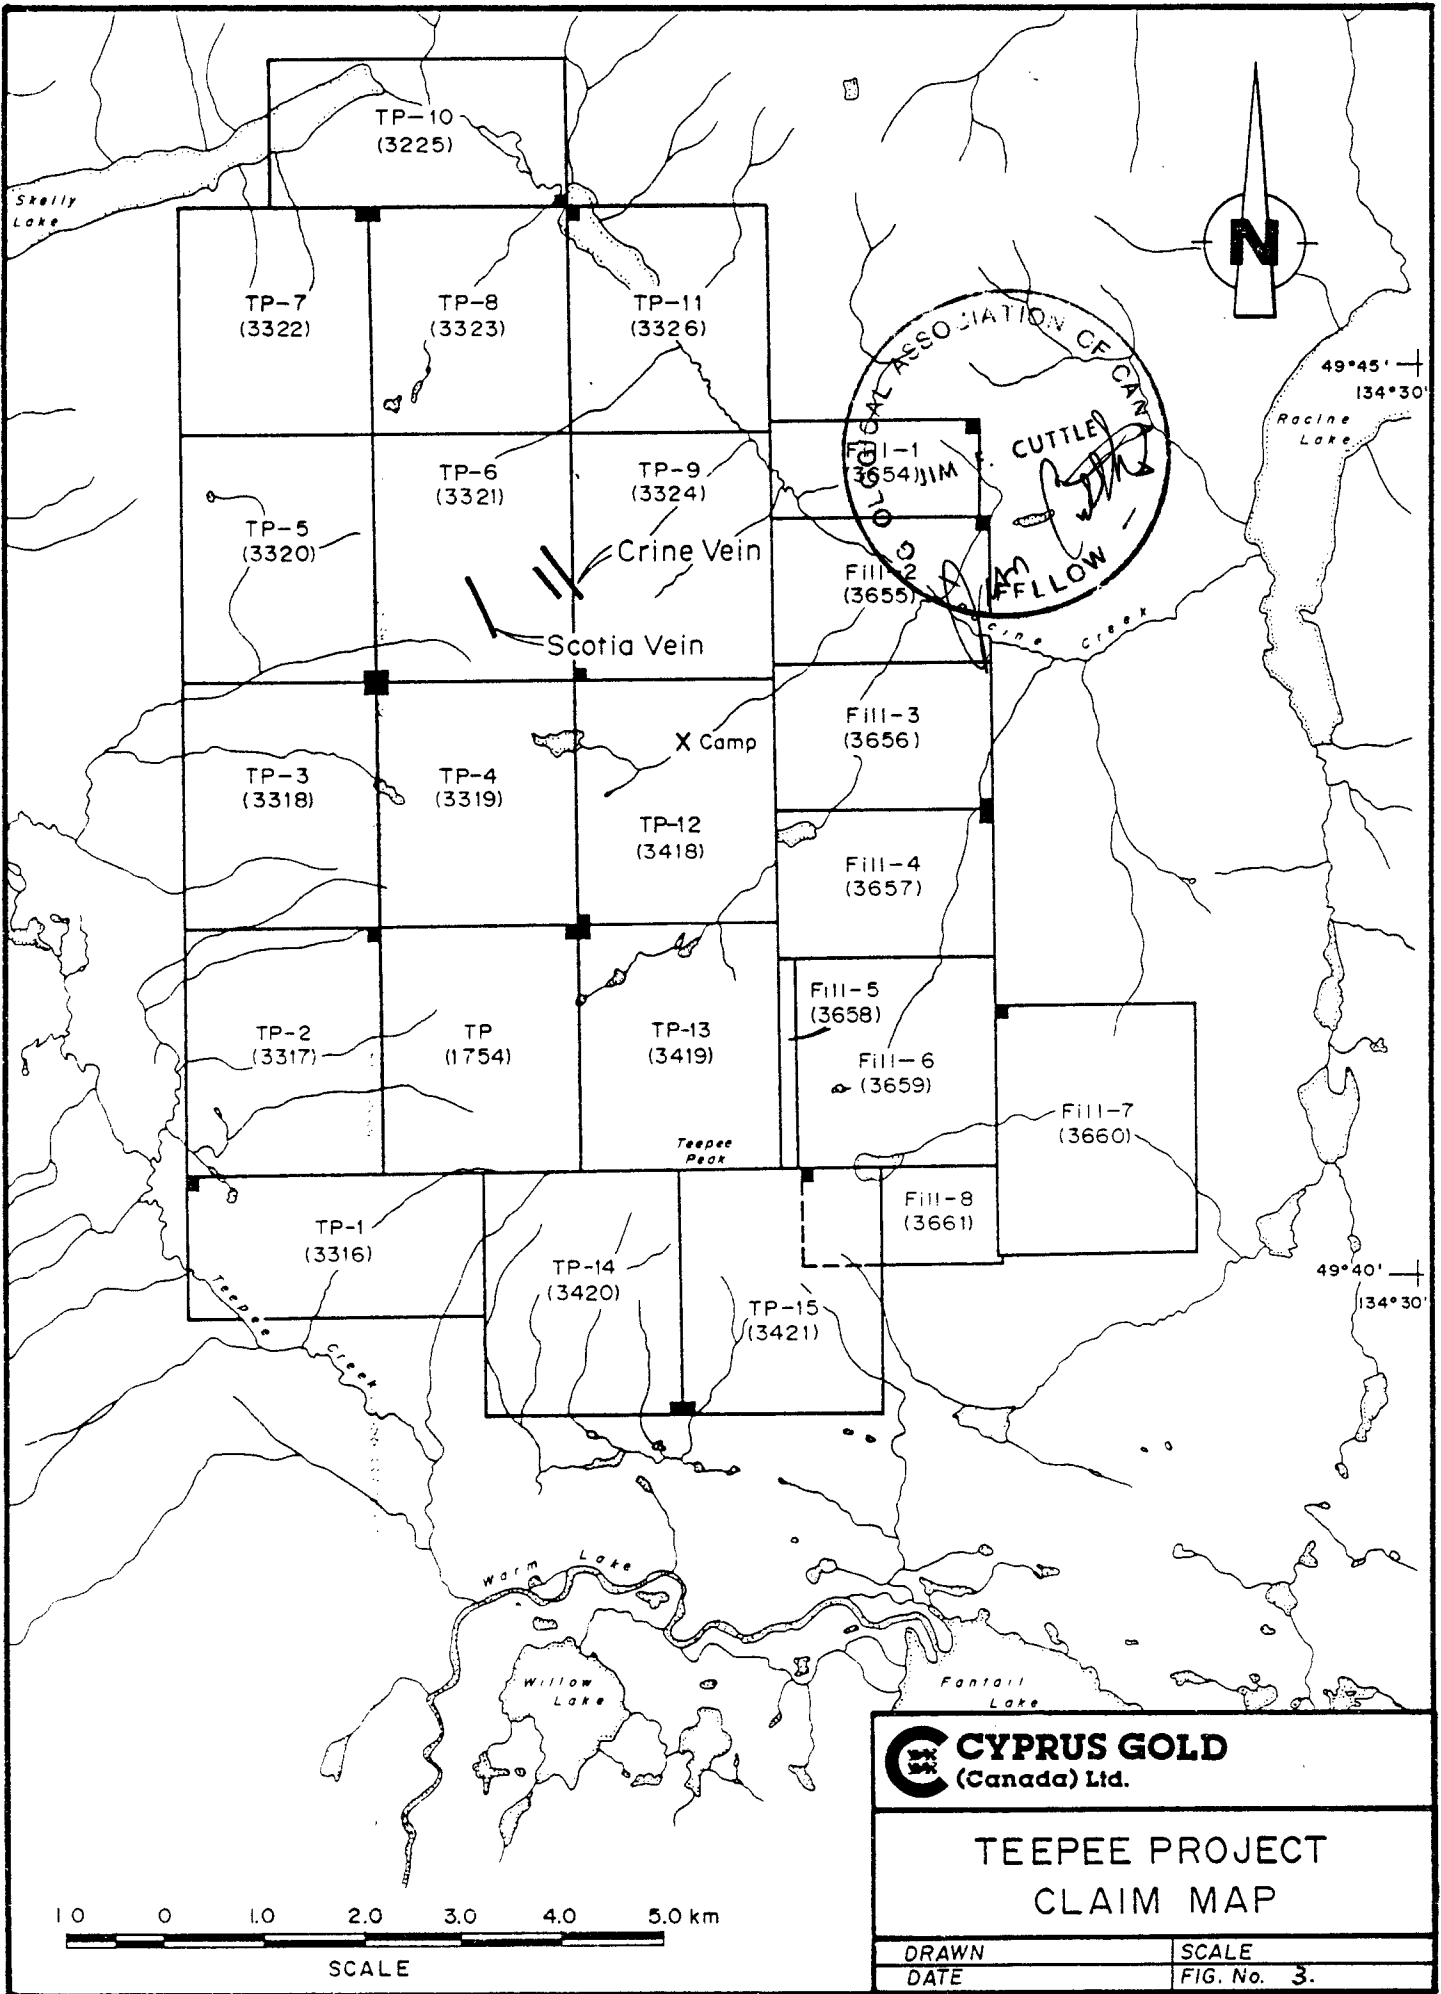 TP-10
(3225)
Skelly
Lake
N
TP-7
(3322)
TP-8
(3323)
TP-11
(3326)
49°45'
134°30'
Racine
Lake
ASSOCIATION OF CAN
CUTTLE
JIM F.
FELLOW
Fill-1
(3654)
TP-6
(3321)
TP-9
(3324)
TP-5
(3320)
Crine Vein
Fill-2
(3655)
Creek
Scotia Vein
Fill-3
(3656)
X Camp
TP-3
(3318)
TP-4
(3319)
TP-12
(3418)
Fill-4
(3657)
Fill-5
(3658)
TP-2
(3317)
TP
(1754)
TP-13
(3419)
Fill-6
(3659)
Fill-7
(3660)
Teepee
Peak
Fill-8
(3661)
TP-1
(3316)
TP-14
(3420)
TP-15
(3421)
49°40'
134°30'
Teepee
Creek
Warm Lake
Willow
Lake
Fantail
Lake
CYPRUS GOLD
(Canada) Ltd.
TEEPEE PROJECT
CLAIM MAP
1 0 0 1.0 2.0 3.0 4.0 5.0 km
SCALE
DRAWN SCALE
DATE FIG. No. 3.